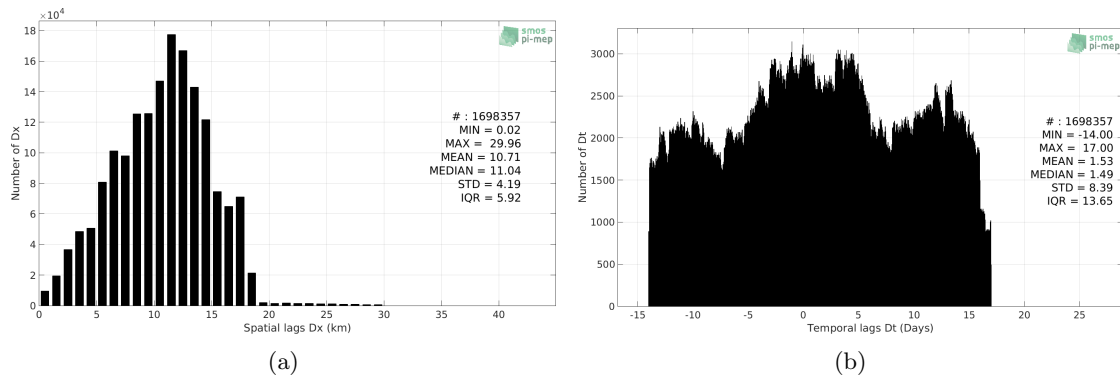 ×10⁴
18
16
14
12
10
8
6
4
2
0
Number of Dx
0 5 10 15 20 25 30 35 40
Spatial lags Dx (km)
smos
pi-mep
# : 1698357
MIN = 0.02
MAX = 29.96
MEAN = 10.71
MEDIAN = 11.04
STD = 4.19
IQR = 5.92
(a)
3000
2500
2000
1500
1000
500
0
Number of Dt
-15 -10 -5 0 5 10 15 20 25
Temporal lags Dt (Days)
smos
pi-mep
# : 1698357
MIN = -14.00
MAX = 17.00
MEAN = 1.53
MEDIAN = 1.49
STD = 8.39
IQR = 13.65
(b)